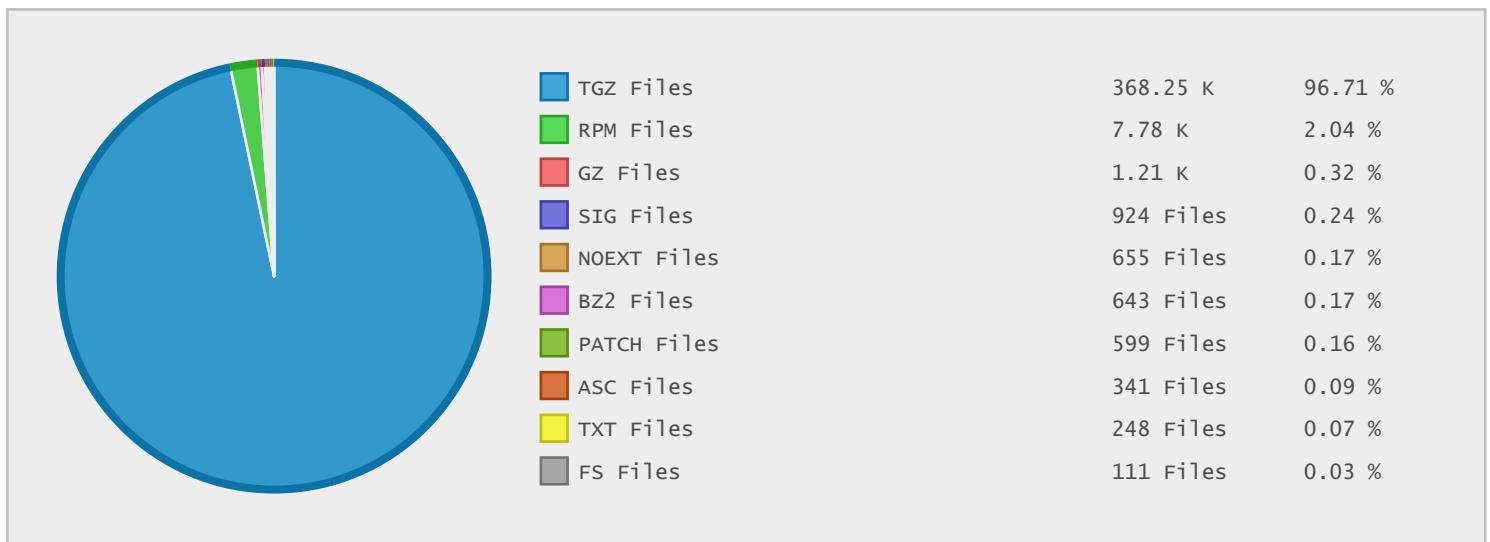 TGZ Files 368.25 K 96.71 %
RPM Files 7.78 K 2.04 %
GZ Files 1.21 K 0.32 %
SIG Files 924 Files 0.24 %
NOEXT Files 655 Files 0.17 %
BZ2 Files 643 Files 0.17 %
PATCH Files 599 Files 0.16 %
ASC Files 341 Files 0.09 %
TXT Files 248 Files 0.07 %
FS Files 111 Files 0.03 %